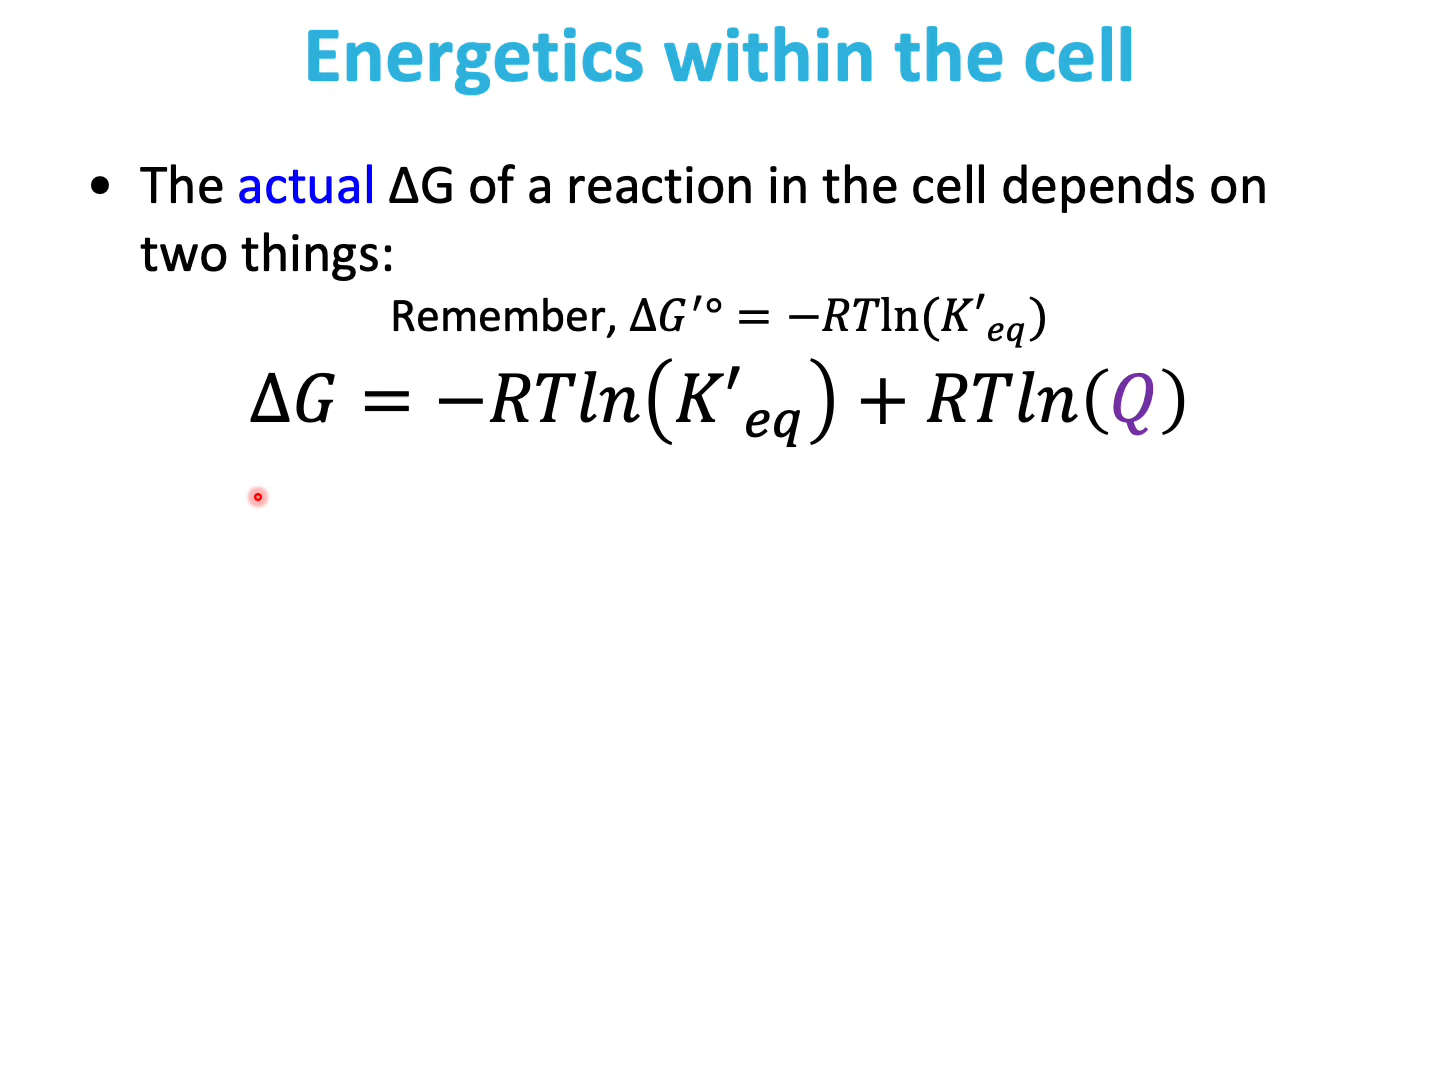 Energetics within the cell
• The actual ΔG of a reaction in the cell depends on
two things:
Remember, ΔG′° = −RTln(K′eq)
ΔG = −RTln(K′eq) + RTln(Q)